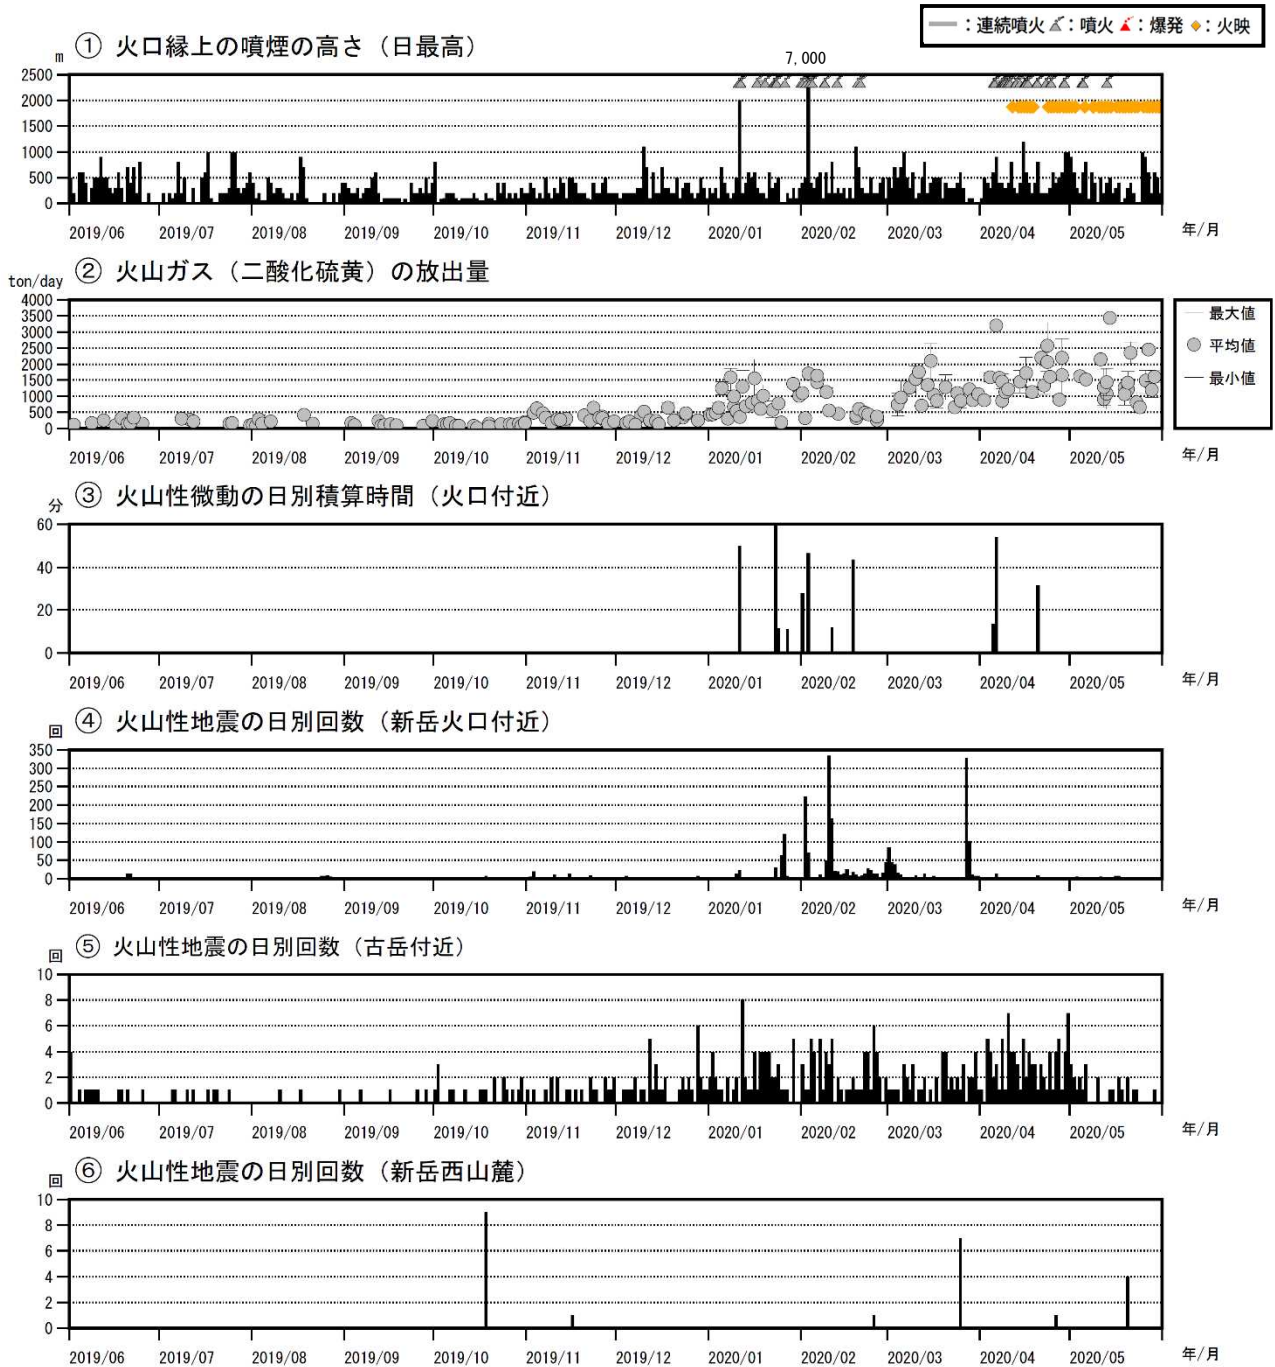 ：連続噴火 ：噴火 ：爆発 ：火映
① 火口縁上の噴煙の高さ（日最高）
m
7,000
2500
2000
1500
1000
500
0
2019/06 2019/07 2019/08 2019/09 2019/10 2019/11 2019/12 2020/01 2020/02 2020/03 2020/04 2020/05 年/月
② 火山ガス（二酸化硫黄）の放出量
ton/day
4000
3500
3000
2500
2000
1500
1000
500
0
最大値
平均値
最小値
2019/06 2019/07 2019/08 2019/09 2019/10 2019/11 2019/12 2020/01 2020/02 2020/03 2020/04 2020/05 年/月
③ 火山性微動の日別積算時間（火口付近）
分
60
40
20
0
2019/06 2019/07 2019/08 2019/09 2019/10 2019/11 2019/12 2020/01 2020/02 2020/03 2020/04 2020/05 年/月
④ 火山性地震の日別回数（新岳火口付近）
回
350
300
250
200
150
100
50
0
2019/06 2019/07 2019/08 2019/09 2019/10 2019/11 2019/12 2020/01 2020/02 2020/03 2020/04 2020/05 年/月
⑤ 火山性地震の日別回数（古岳付近）
回
10
8
6
4
2
0
2019/06 2019/07 2019/08 2019/09 2019/10 2019/11 2019/12 2020/01 2020/02 2020/03 2020/04 2020/05 年/月
⑥ 火山性地震の日別回数（新岳西山麓）
回
10
8
6
4
2
0
2019/06 2019/07 2019/08 2019/09 2019/10 2019/11 2019/12 2020/01 2020/02 2020/03 2020/04 2020/05 年/月